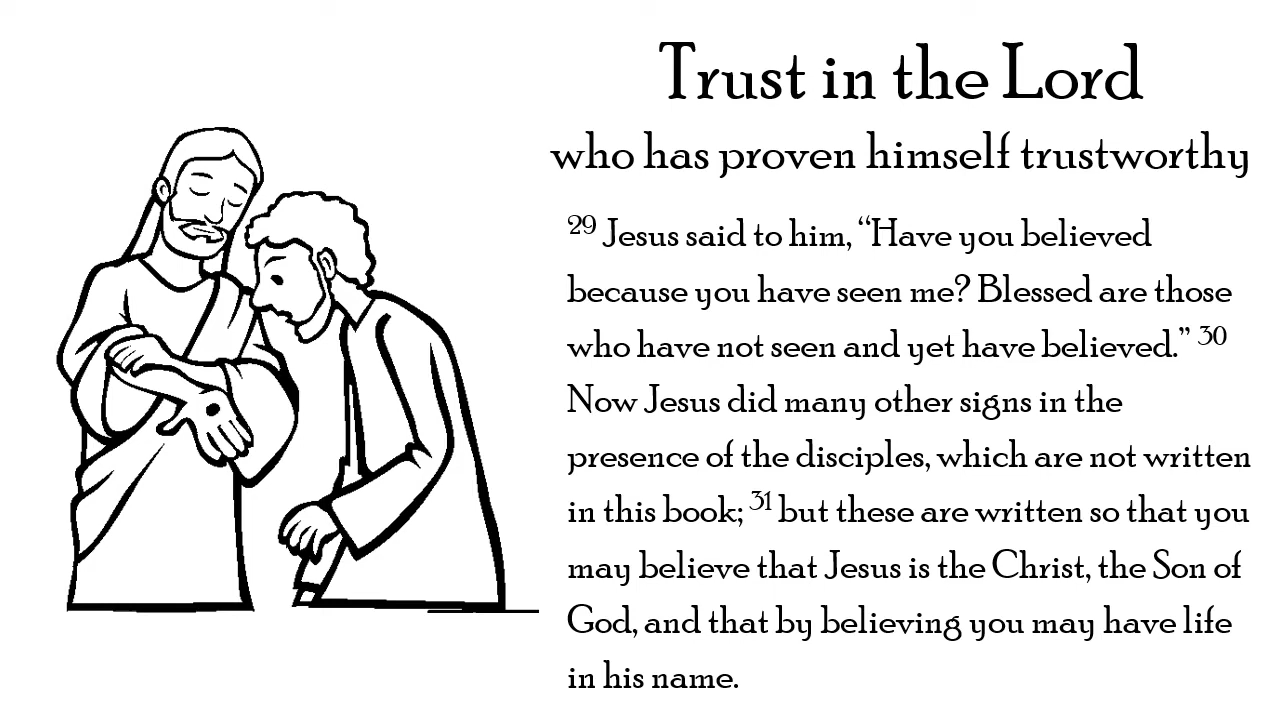 Trust in the Lord
who has proven himself trustworthy
29 Jesus said to him, “Have you believed
because you have seen me? Blessed are those
who have not seen and yet have believed.” 30
Now Jesus did many other signs in the
presence of the disciples, which are not written
in this book; 31 but these are written so that you
may believe that Jesus is the Christ, the Son of
God, and that by believing you may have life
in his name.